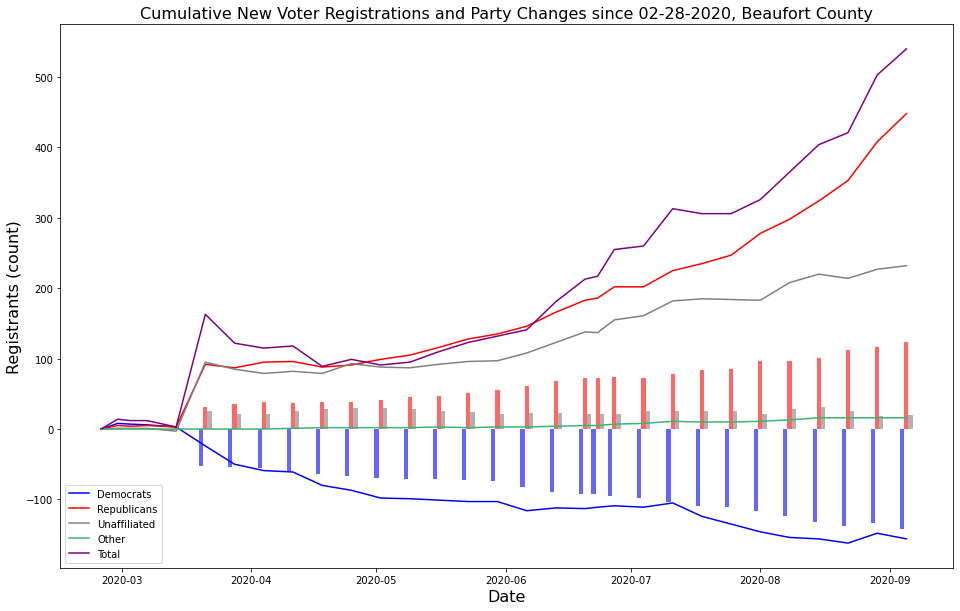 Cumulative New Voter Registrations and Party Changes since 02-28-2020, Beaufort County
Registrants (count)
500
400
300
200
100
0
−100
Democrats
Republicans
Unaffiliated
Other
Total
2020-03
2020-04
2020-05
2020-06
2020-07
2020-08
2020-09
Date